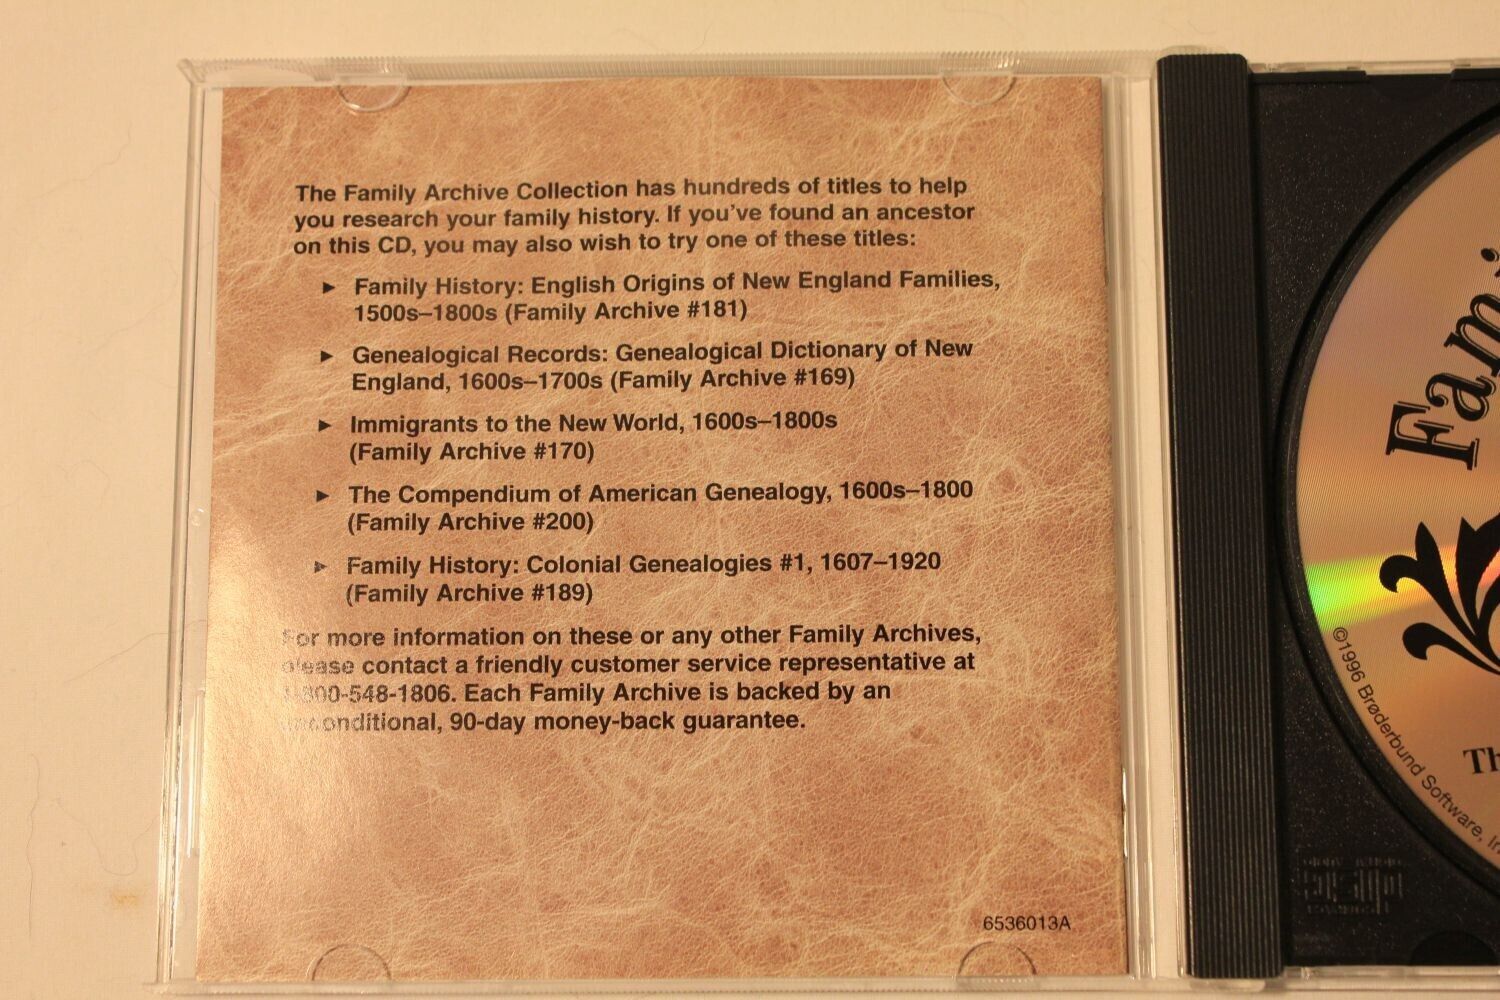 The Family Archive Collection has hundreds of titles to help
you research your family history. If you've found an ancestor
on this CD, you may also wish to try one of these titles:
► Family History: English Origins of New England Families,
1500s–1800s (Family Archive #181)
► Genealogical Records: Genealogical Dictionary of New
England, 1600s–1700s (Family Archive #169)
► Immigrants to the New World, 1600s–1800s
(Family Archive #170)
► The Compendium of American Genealogy, 1600s–1800
(Family Archive #200)
► Family History: Colonial Genealogies #1, 1607–1920
(Family Archive #189)
For more information on these or any other Family Archives,
please contact a friendly customer service representative at
1-800-548-1806. Each Family Archive is backed by an
unconditional, 90-day money-back guarantee.
6536013A
Fam
©1996 Brøderbund Software,
Th